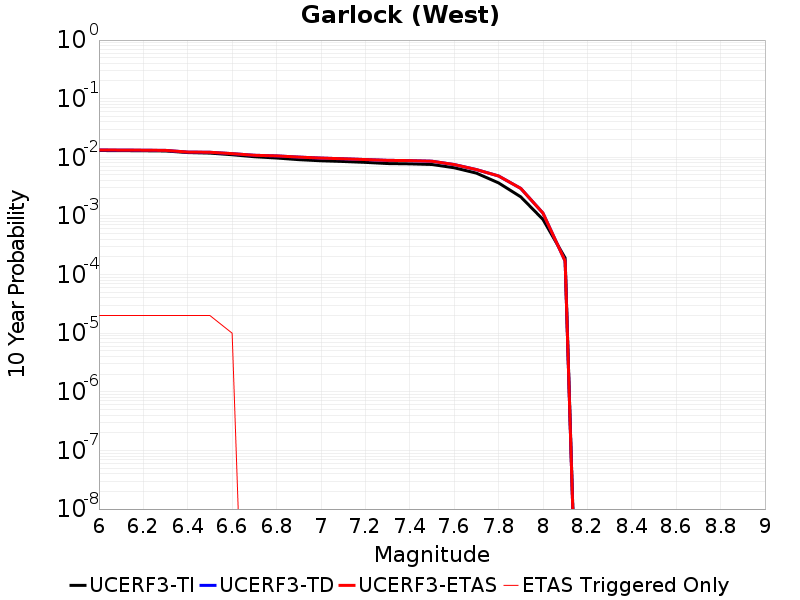 Garlock (West)
10 Year Probability
10^0
10^-1
10^-2
10^-3
10^-4
10^-5
10^-6
10^-7
10^-8
6 6.2 6.4 6.6 6.8 7 7.2 7.4 7.6 7.8 8 8.2 8.4 8.6 8.8 9
Magnitude
UCERF3-TI UCERF3-TD UCERF3-ETAS ETAS Triggered Only